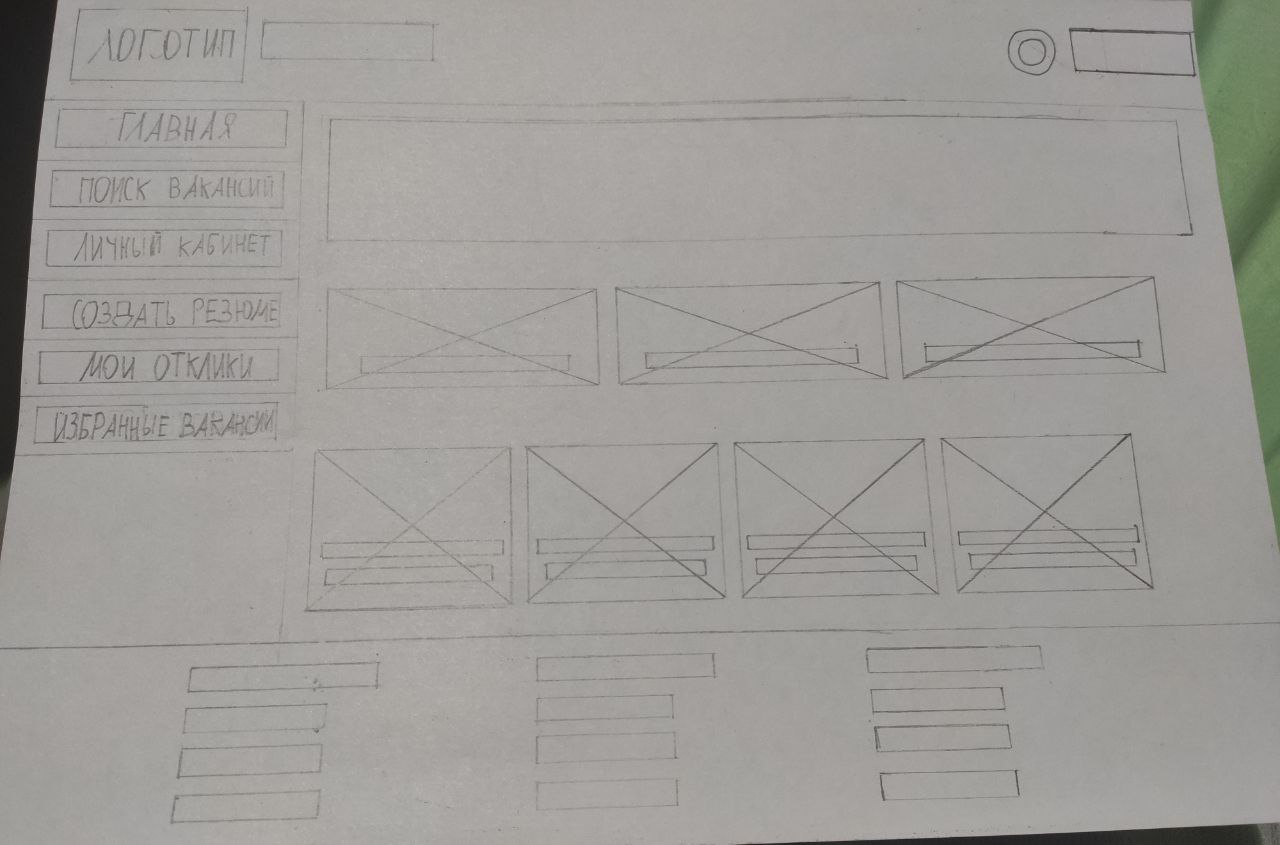 ЛОГОТИП
ГЛАВНАЯ
ПОИСК ВАКАНСИЙ
ЛИЧНЫЙ КАБИНЕТ
СОЗДАТЬ РЕЗЮМЕ
МОИ ОТКЛИКИ
ИЗБРАННЫЕ ВАКАНСИИ